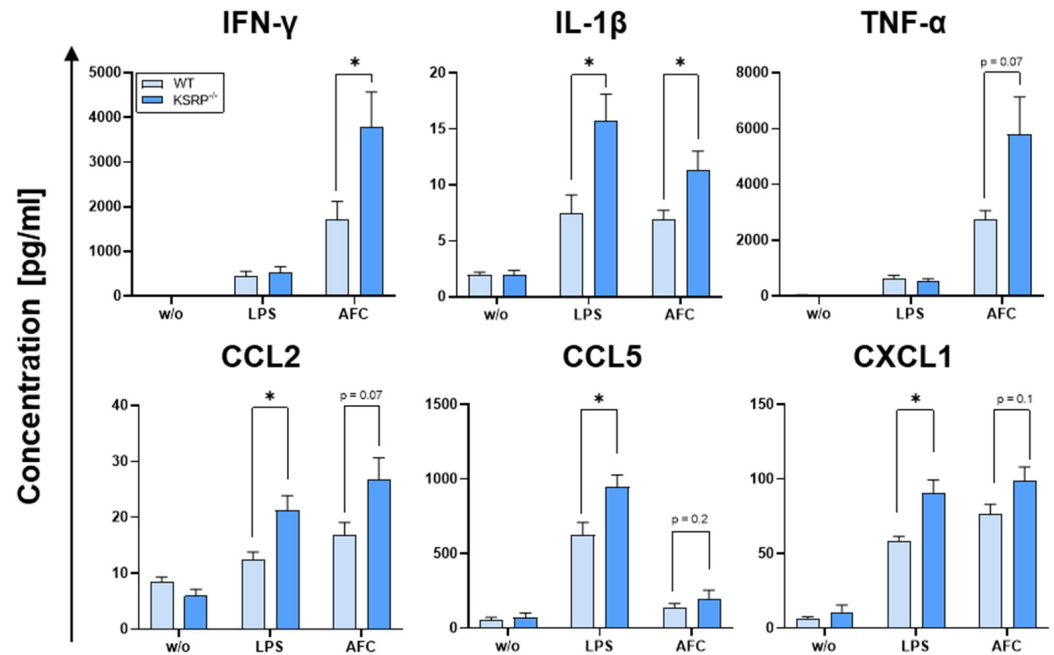 IFN-γ IL-1β TNF-α
Concentration [pg/ml]
5000
4000
3000
2000
1000
0
WT
KSRP-/-
*
w/o LPS AFC
20
15
10
5
0
* *
w/o LPS AFC
8000
6000
4000
2000
0
p = 0.07
w/o LPS AFC
CCL2 CCL5 CXCL1
40
30
20
10
0
*
p = 0.07
w/o LPS AFC
1500
1000
500
0
*
p = 0.2
w/o LPS AFC
150
100
50
0
*
p = 0.1
w/o LPS AFC